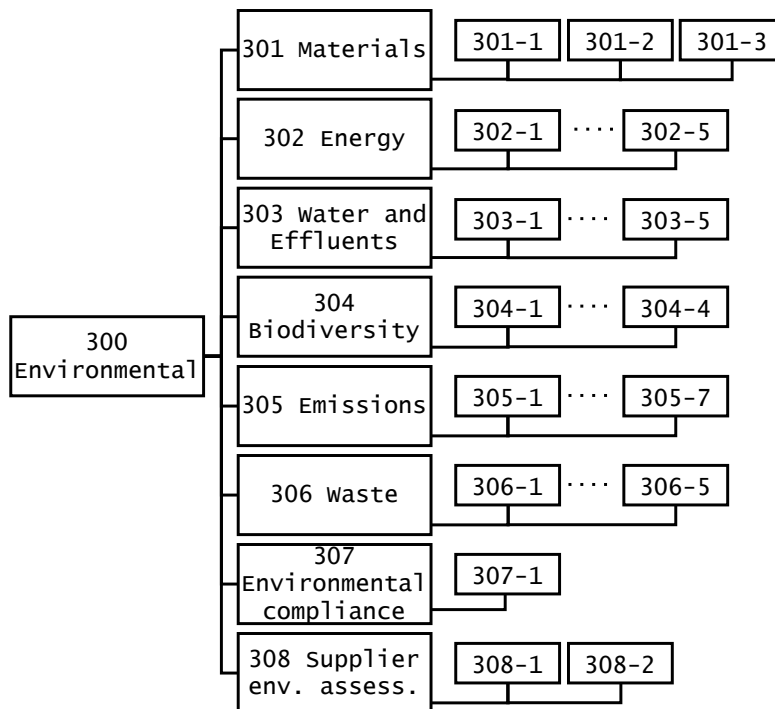 301 Materials
301-1 301-2 301-3
302 Energy
302-1 .... 302-5
303 Water and
Effluents
303-1 .... 303-5
304
Biodiversity
304-1 .... 304-4
300
Environmental
305 Emissions
305-1 .... 305-7
306 Waste
306-1 .... 306-5
307
Environmental
compliance
307-1
308 Supplier
env. assess.
308-1 308-2